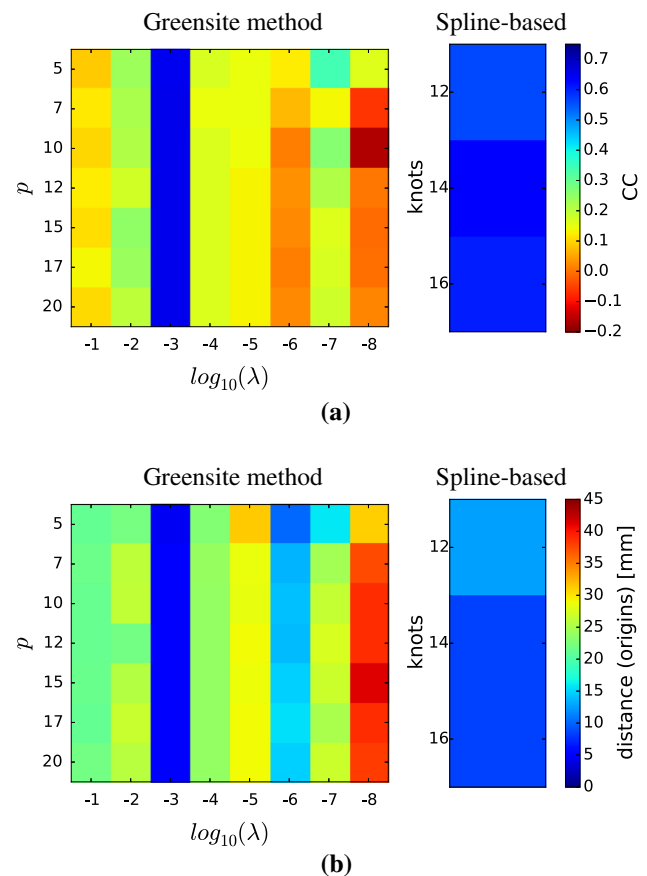 Greensite method
Spline-based
p
5
7
10
12
15
17
20
-1 -2 -3 -4 -5 -6 -7 -8
log10(λ)
knots
12
14
16
0.7
0.6
0.5
0.4
0.3
0.2
0.1
0.0
−0.1
−0.2
CC
(a)
Greensite method
Spline-based
p
5
7
10
12
15
17
20
-1 -2 -3 -4 -5 -6 -7 -8
log10(λ)
knots
12
14
16
45
40
35
30
25
20
15
10
5
0
distance (origins) [mm]
(b)